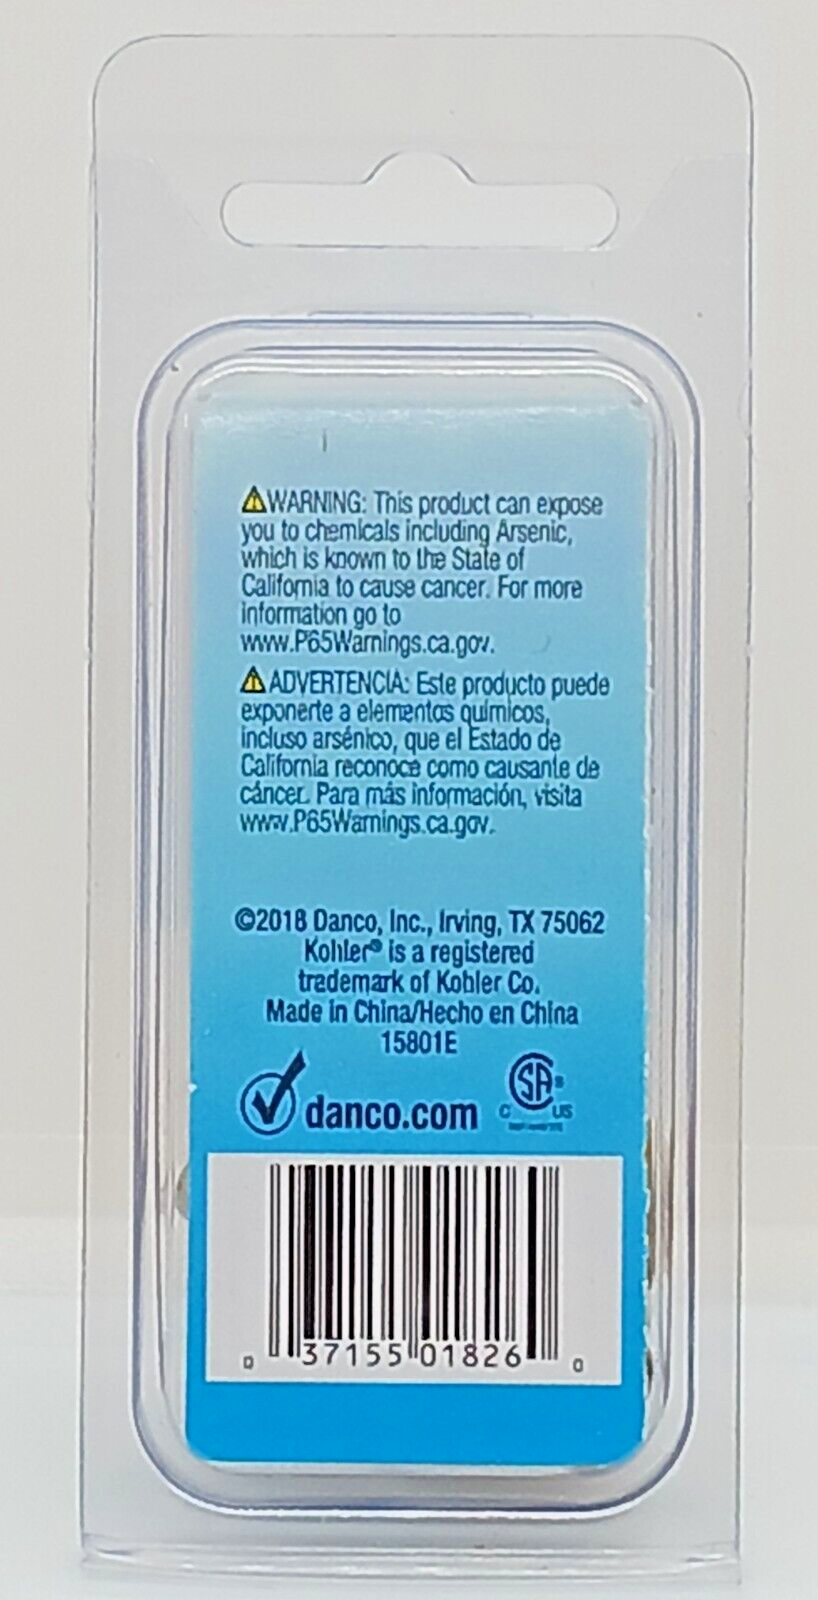 ⚠WARNING: This product can expose
you to chemicals including Arsenic,
which is known to the State of
California to cause cancer. For more
information go to
www.P65Warnings.ca.gov.
⚠ADVERTENCIA: Este producto puede
exponerte a elementos químicos,
incluso arsénico, que el Estado de
California reconoce como causante de
cáncer. Para más información, visita
www.P65Warnings.ca.gov.
©2018 Danco, Inc., Irving, TX 75062
Kohler® is a registered
trademark of Kohler Co.
Made in China/Hecho en China
15801E
danco.com
SA®
C US
0 37155 01826 0